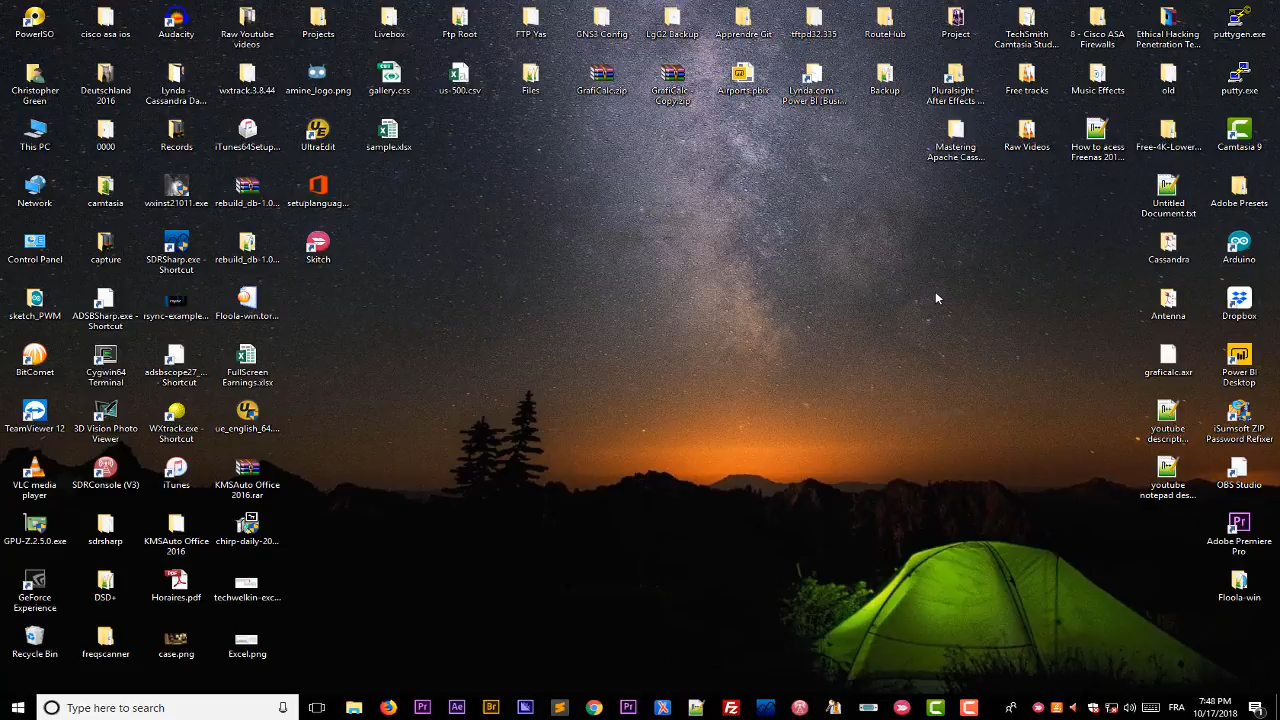 PowerISO
cisco asa ios
Audacity
Raw Youtube
videos
Projects
Livebox
Ftp Root
FTP Yas
GNS3 Config
LgG2 Backup
Apprendre Git
tftpd32.335
RouteHub
Project
TechSmith
Camtasia Stud...
8 - Cisco ASA
Firewalls
Ethical Hacking
Penetration Te...
puttygen.exe
Christopher
Green
Deutschland
2016
Lynda -
Cassandra Da...
wxtrack.3.8.44
amine_logo.png
gallery.css
us-500.csv
Files
GrafiCalc.zip
GrafiCalc -
Copy.zip
Airports.pbix
Lynda.com -
Power BI [Busi...
Backup
Pluralsight -
After Effects ...
Free tracks
Music Effects
old
putty.exe
This PC
0000
Records
iTunes64Setup...
UltraEdit
sample.xlsx
Mastering
Apache Cass...
Raw Videos
How to acess
Freenas 201...
Free-4K-Lower...
Camtasia 9
Network
camtasia
wxinst21011.exe
rebuild_db-1.0...
setuplanguag...
Untitled
Document.txt
Adobe Presets
Control Panel
capture
SDRSharp.exe -
Shortcut
rebuild_db-1.0...
Skitch
Cassandra
Arduino
sketch_PWM
ADSBSharp.exe -
Shortcut
rsync-example...
Floola-win.tor...
Antenna
Dropbox
BitComet
Cygwin64
Terminal
adsbscope27_...
- Shortcut
FullScreen
Earnings.xlsx
graficalc.axr
Power BI
Desktop
TeamViewer 12
3D Vision Photo
Viewer
WXtrack.exe -
Shortcut
ue_english_64....
youtube
descripti...
iSumsoft ZIP
Password Refixer
VLC media
player
SDRConsole (V3)
iTunes
KMSAuto Office
2016.rar
youtube
notepad des...
OBS Studio
GPU-Z.2.5.0.exe
sdrsharp
KMSAuto Office
2016
chirp-daily-20...
Adobe Premiere
Pro
GeForce
Experience
DSD+
Horaires.pdf
techwelkin-exc...
Floola-win
Recycle Bin
freqscanner
case.png
Excel.png
Type here to search
FRA
7:48 PM
10/17/2018